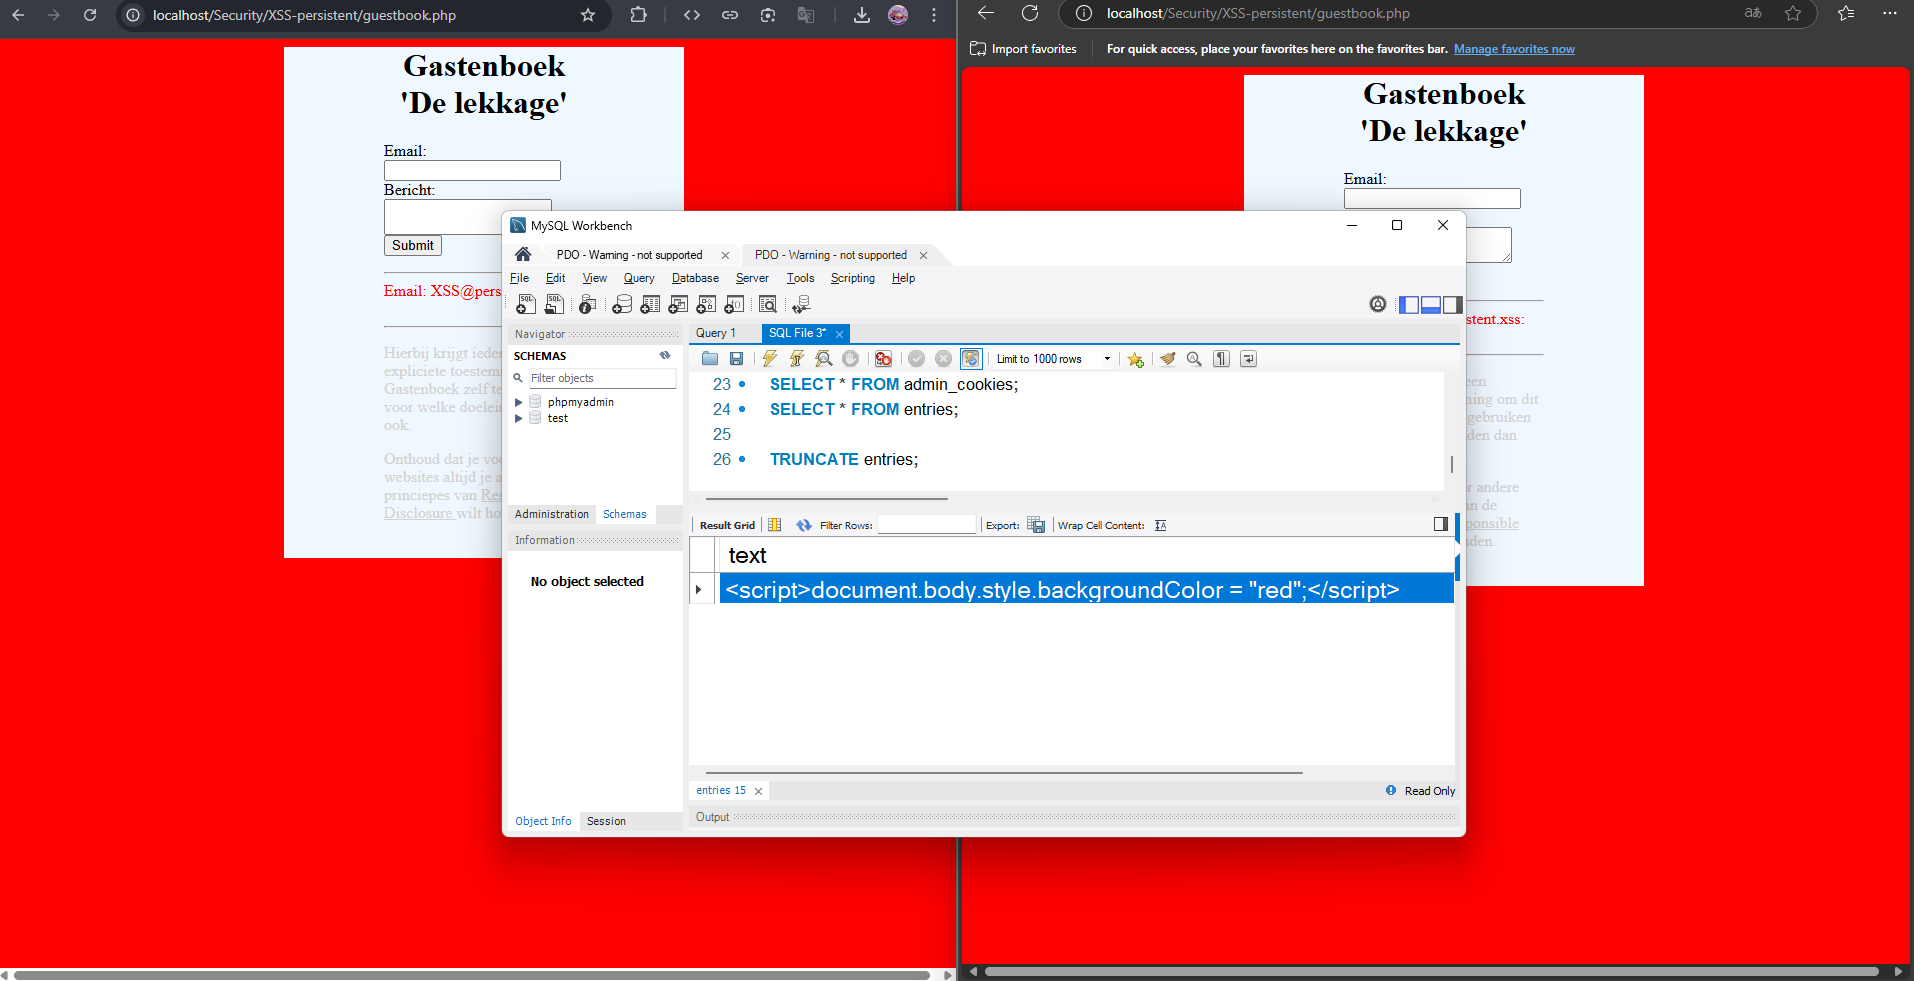 localhost/Security/XSS-persistent/guestbook.php
Gastenboek
'De lekkage'
Email:
Bericht:
Submit
Email: XSS@pers
Hierbij krijgt ieder
expliciete toestem
Gastenboek zelf te
voor welke doelein
ook.
Onthoud dat je voo
websites altijd je a
princiepes van Res
Disclosure wilt ho
localhost/Security/XSS-persistent/guestbook.php
Import favorites
For quick access, place your favorites here on the favorites bar. Manage favorites now
Gastenboek
'De lekkage'
Email:
stent.xss:
een
ning om dit
gebruiken
den dan
r andere
an de
ponsible
uden.
MySQL Workbench
PDO - Warning - not supported
PDO - Warning - not supported
File Edit View Query Database Server Tools Scripting Help
Navigator
SCHEMAS
Filter objects
phpmyadmin
test
Administration Schemas
Information
No object selected
Object Info Session
Query 1
SQL File 3*
Limit to 1000 rows
23 SELECT * FROM admin_cookies;
24 SELECT * FROM entries;
25
26 TRUNCATE entries;
Result Grid Filter Rows: Export: Wrap Cell Content:
text
<script>document.body.style.backgroundColor = "red";</script>
entries 15
Read Only
Output